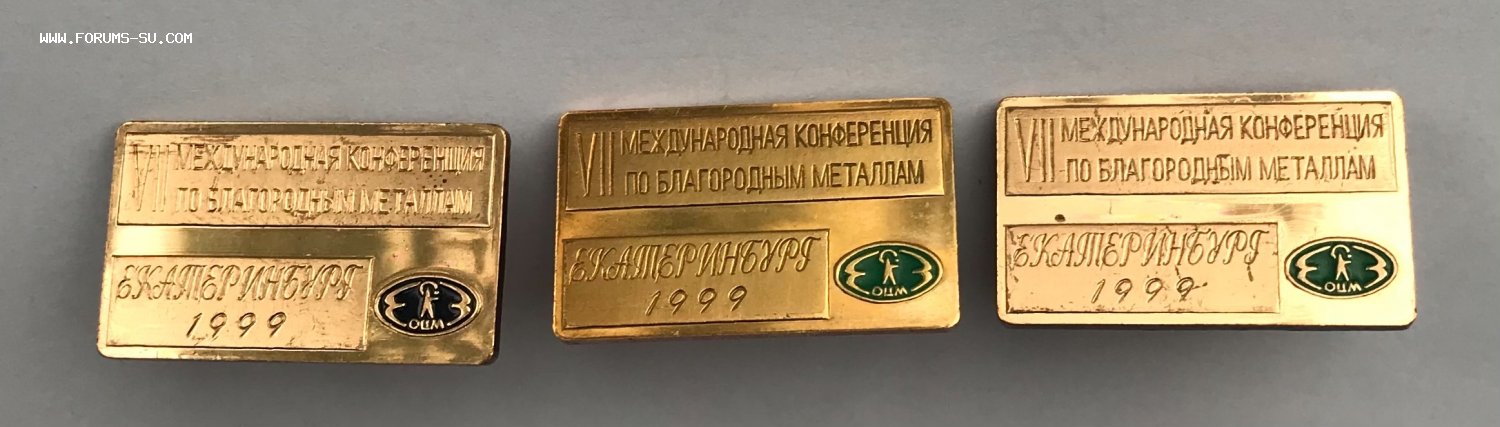 WWW.FORUMS-SU.COM
VII МЕЖДУНАРОДНАЯ КОНФЕРЕНЦИЯ
ПО БЛАГОРОДНЫМ МЕТАЛЛАМ
ЕКАТЕРИНБУРГ
1999
ОЦМ
VII МЕЖДУНАРОДНАЯ КОНФЕРЕНЦИЯ
ПО БЛАГОРОДНЫМ МЕТАЛЛАМ
ЕКАТЕРИНБУРГ
1999
ОЦМ
VII МЕЖДУНАРОДНАЯ КОНФЕРЕНЦИЯ
ПО БЛАГОРОДНЫМ МЕТАЛЛАМ
ЕКАТЕРИНБУРГ
1999
ОЦМ